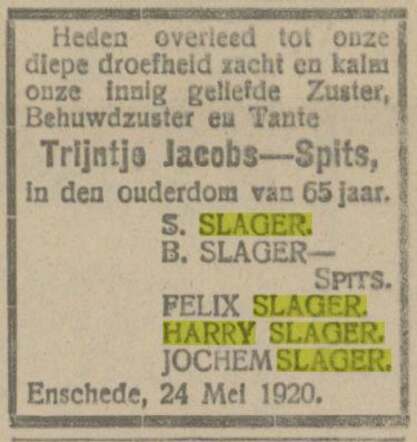 Heden overleed tot onze
diepe droefheid zacht en kalm
onze innig geliefde Zuster,
Behuwdzuster en Tante
Trijntje Jacobs—Spits,
in den ouderdom van 65 jaar.
S. SLAGER.
B. SLAGER—
SPITS.
FELIX SLAGER.
HARRY SLAGER.
JOCHEM SLAGER.
Enschede, 24 Mei 1920.